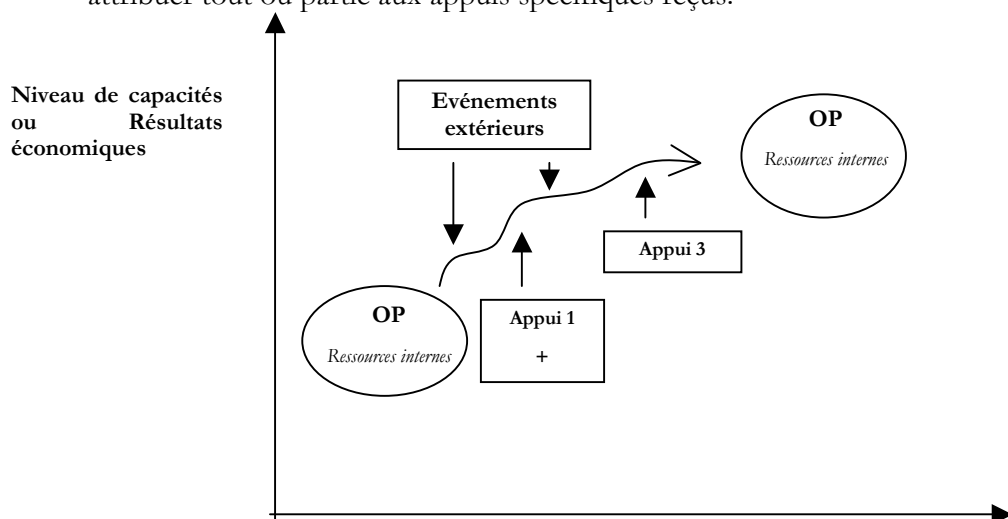 attribuer tout ou partie aux appuis spécifiques reçus.
Niveau de capacités
ou Résultats
économiques
Evénements
extérieurs
OP
Ressources internes
Appui 3
OP
Ressources internes
Appui 1
+